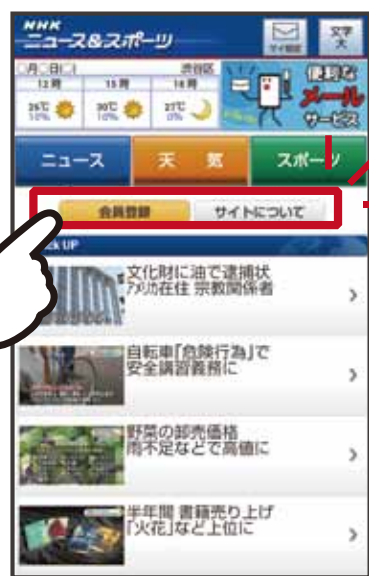 NHK
ニュース&スポーツ
文字
大
○月○日(○)
渋谷区
12時
15時
18時
26℃
30℃
27℃
10%
10%
0%
便利な
メール
サービス
ニュース
天気
スポーツ
会員登録
サイトについて
ck UP
文化財に油で逮捕状
アメリカ在住 宗教関係者
自転車「危険行為」で
安全講習義務に
野菜の卸売価格
雨不足などで高値に
半年間 書籍売り上げ
「火花」など上位に